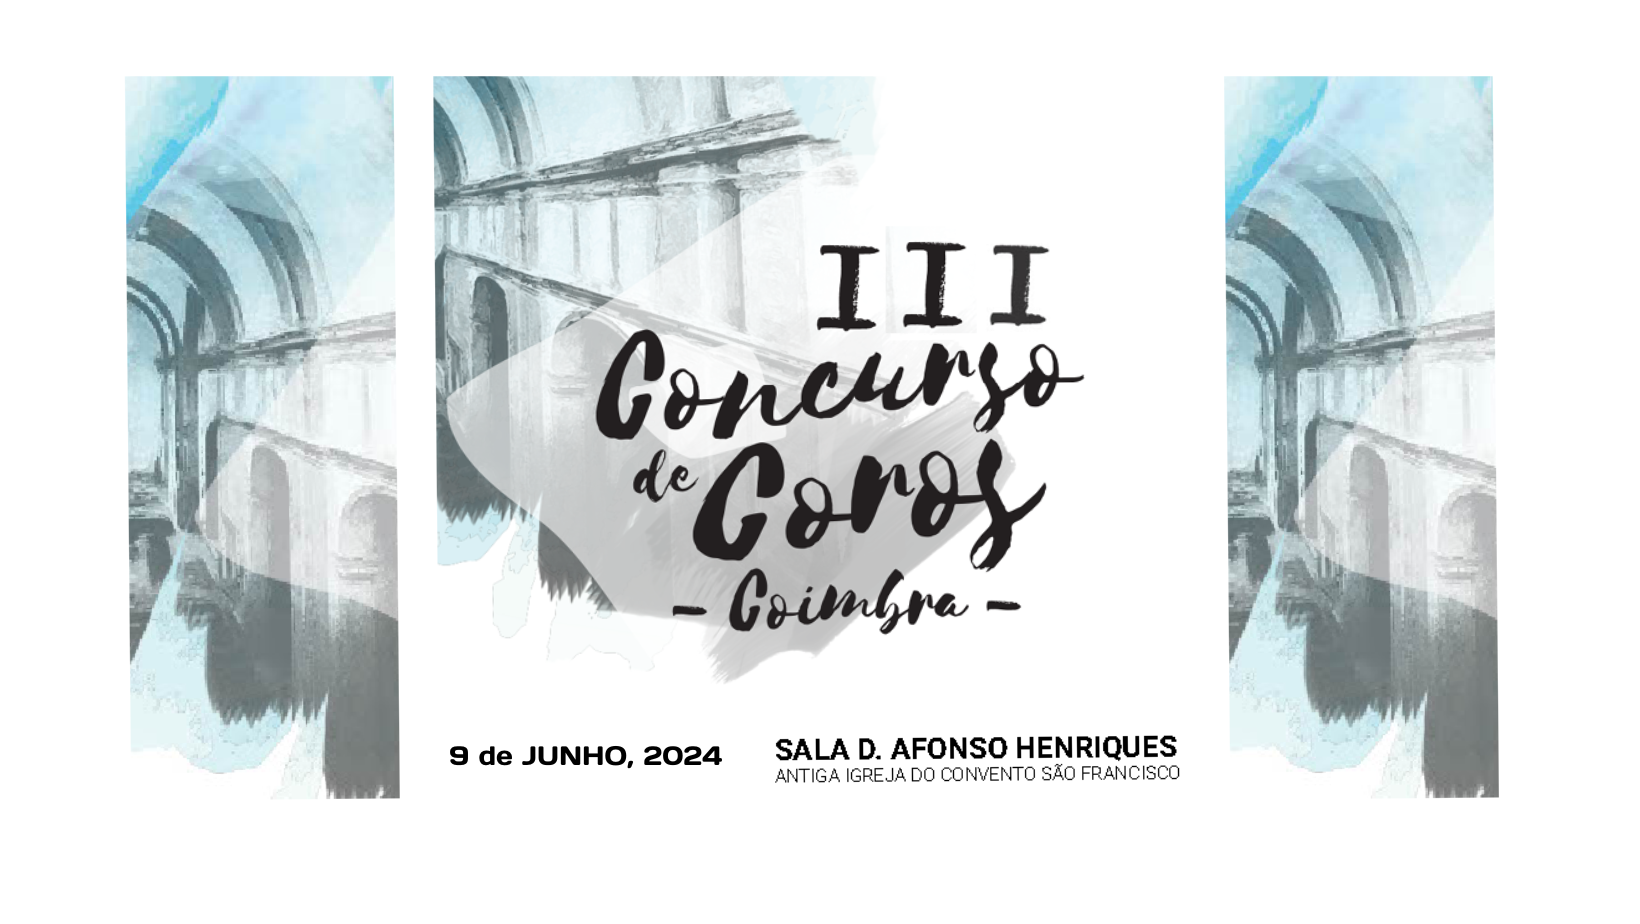 III
Concurso
de Coros
- Coimbra -
9 de JUNHO, 2024
SALA D. AFONSO HENRIQUES
ANTIGA IGREJA DO CONVENTO SÃO FRANCISCO